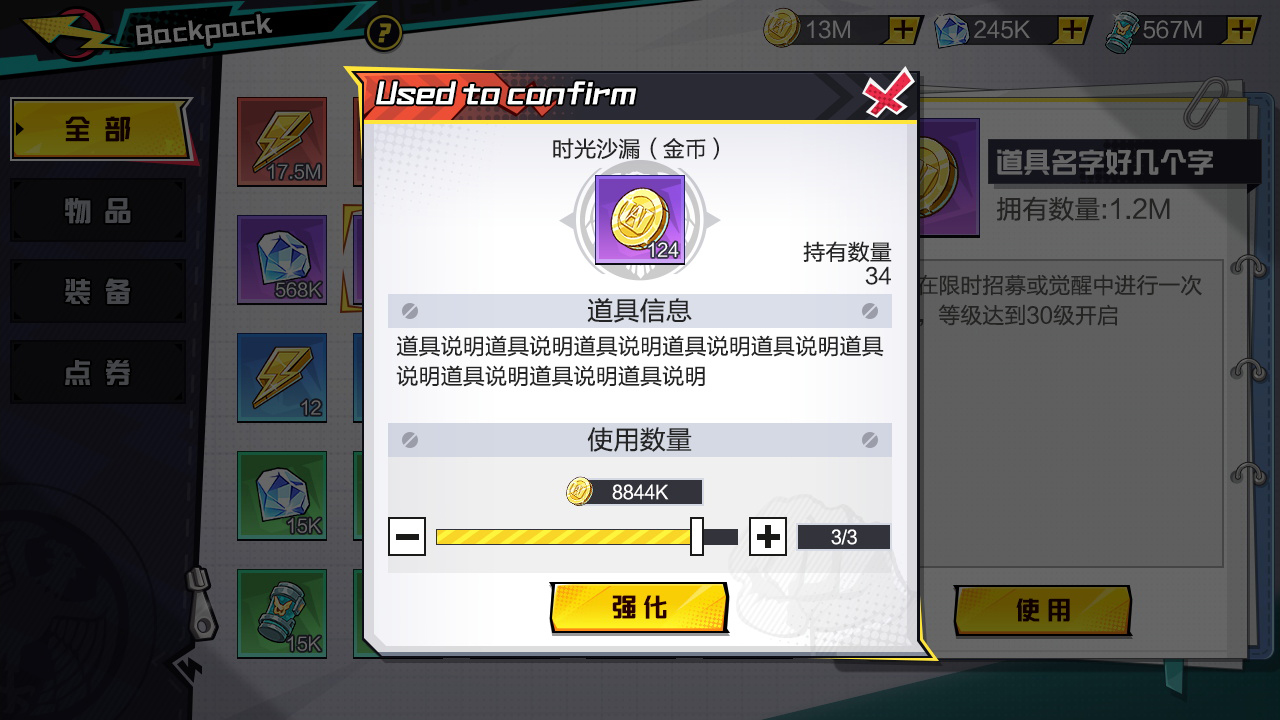 Backpack
?
13M
245K
567M
全部
物品
装备
点券
17.5M
568K
12
15K
15K
Used to confirm
时光沙漏（金币）
124
持有数量
34
道具信息
道具说明道具说明道具说明道具说明道具说明道具
说明道具说明道具说明道具说明
使用数量
8844K
3/3
强化
道具名字好几个字
拥有数量:1.2M
在限时招募或觉醒中进行一次
，等级达到30级开启
使用